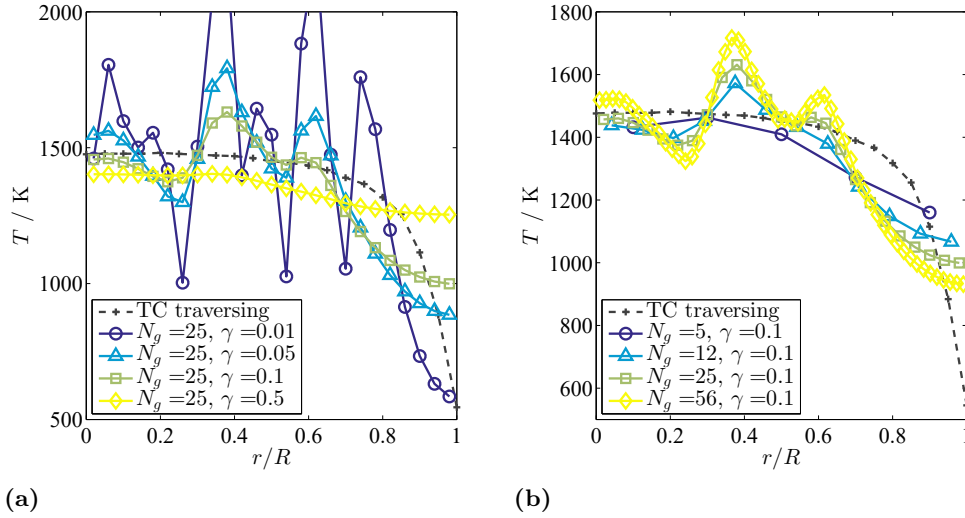 2000
1500
1000
500
T / K
0
0.2
0.4
0.6
0.8
1
r/R
TC traversing
N_g =25, γ =0.01
N_g =25, γ =0.05
N_g =25, γ =0.1
N_g =25, γ =0.5
(a)
1800
1600
1400
1200
1000
800
600
T / K
0
0.2
0.4
0.6
0.8
1
r/R
TC traversing
N_g =5, γ =0.1
N_g =12, γ =0.1
N_g =25, γ =0.1
N_g =56, γ =0.1
(b)